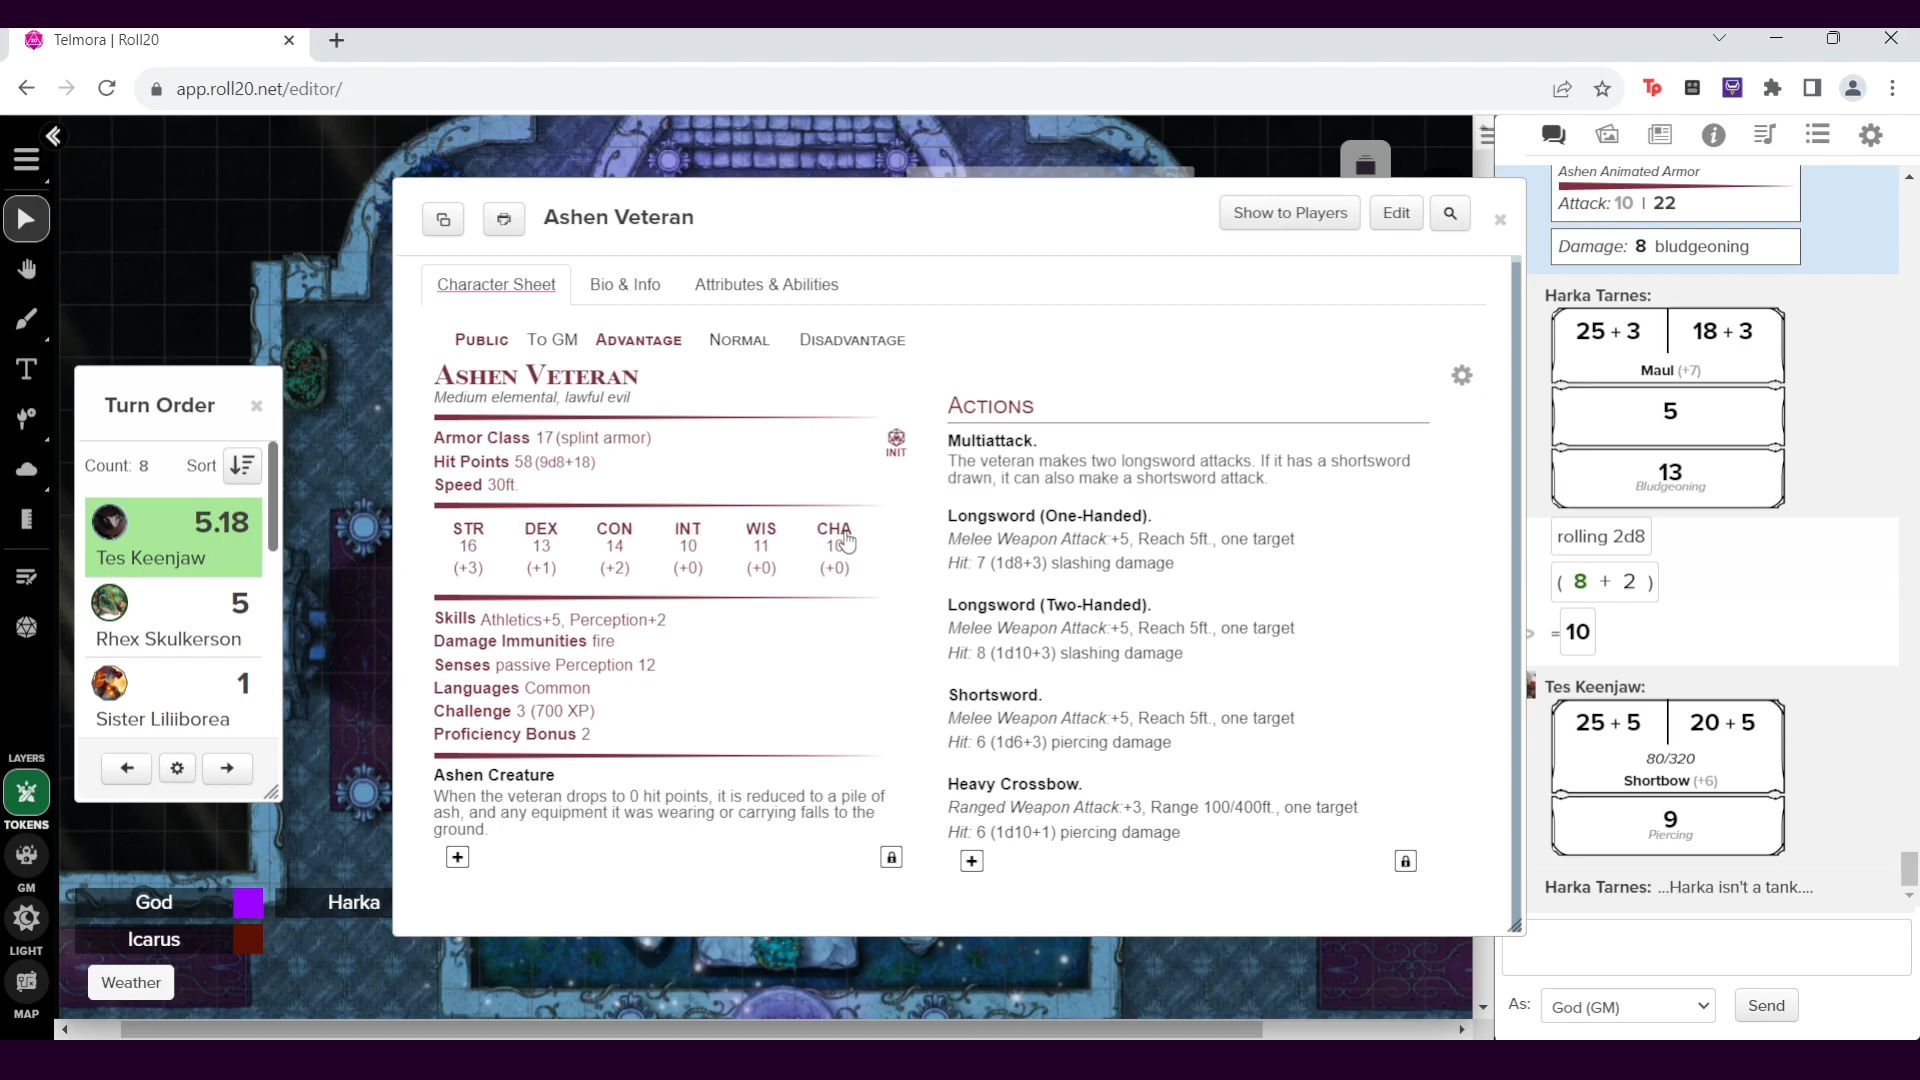 Telmora | Roll20
app.roll20.net/editor/
Tp
Ashen Veteran
Show to Players
Edit
Character Sheet
Bio & Info
Attributes & Abilities
PUBLIC
TO GM
ADVANTAGE
NORMAL
DISADVANTAGE
ASHEN VETERAN
Medium elemental, lawful evil
Armor Class 17 (splint armor)
Hit Points 58 (9d8+18)
Speed 30ft.
INIT
STR DEX CON INT WIS CHA
16 13 14 10 11 10
(+3) (+1) (+2) (+0) (+0) (+0)
Skills Athletics+5, Perception+2
Damage Immunities fire
Senses passive Perception 12
Languages Common
Challenge 3 (700 XP)
Proficiency Bonus 2
Ashen Creature
When the veteran drops to 0 hit points, it is reduced to a pile of
ash, and any equipment it was wearing or carrying falls to the
ground.
ACTIONS
Multiattack.
The veteran makes two longsword attacks. If it has a shortsword
drawn, it can also make a shortsword attack.
Longsword (One-Handed).
Melee Weapon Attack:+5, Reach 5ft., one target
Hit: 7 (1d8+3) slashing damage
Longsword (Two-Handed).
Melee Weapon Attack:+5, Reach 5ft., one target
Hit: 8 (1d10+3) slashing damage
Shortsword.
Melee Weapon Attack:+5, Reach 5ft., one target
Hit: 6 (1d6+3) piercing damage
Heavy Crossbow.
Ranged Weapon Attack:+3, Range 100/400ft., one target
Hit: 6 (1d10+1) piercing damage
Turn Order
Count: 8
Sort
5.18
Tes Keenjaw
5
Rhex Skulkerson
1
Sister Liliiborea
LAYERS
TOKENS
GM
LIGHT
MAP
God
Harka
Icarus
Weather
Ashen Animated Armor
Attack: 10 | 22
Damage: 8 bludgeoning
Harka Tarnes:
25 + 3 18 + 3
Maul (+7)
5
13
Bludgeoning
rolling 2d8
( 8 + 2 )
= 10
Tes Keenjaw:
25 + 5 20 + 5
80/320
Shortbow (+6)
9
Piercing
Harka Tarnes: ...Harka isn't a tank....
As:
God (GM)
Send